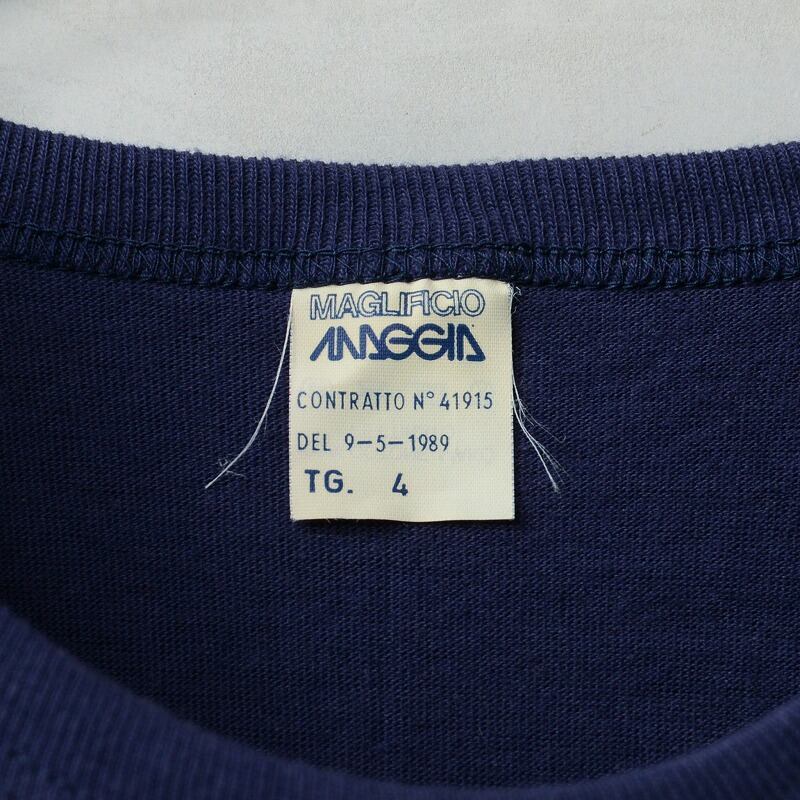 MAGLIFICIO
MAGGIA
CONTRATTO N° 41915
DEL 9-5-1989
TG. 4